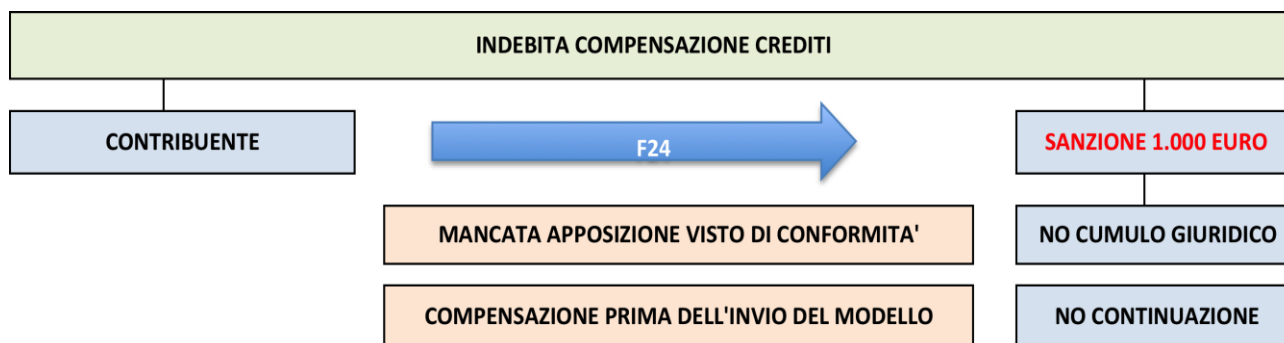 INDEBITA COMPENSAZIONE CREDITI
CONTRIBUENTE
F24
SANZIONE 1.000 EURO
MANCATA APPOSIZIONE VISTO DI CONFORMITA'
NO CUMULO GIURIDICO
COMPENSAZIONE PRIMA DELL'INVIO DEL MODELLO
NO CONTINUAZIONE